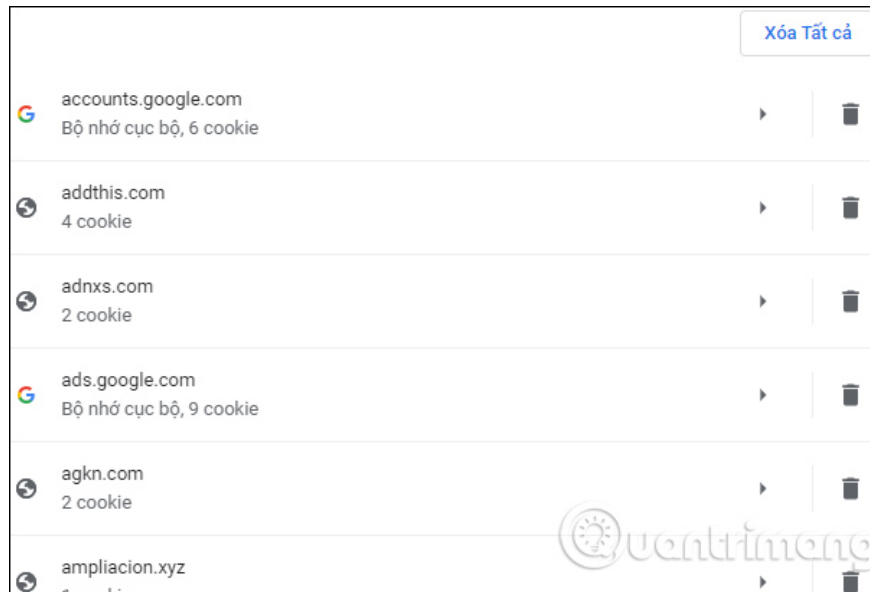 Xóa Tất cả
accounts.google.com
Bộ nhớ cục bộ, 6 cookie
addthis.com
4 cookie
adnxs.com
2 cookie
ads.google.com
Bộ nhớ cục bộ, 9 cookie
agkn.com
2 cookie
Quantrimang
ampliacion.xyz